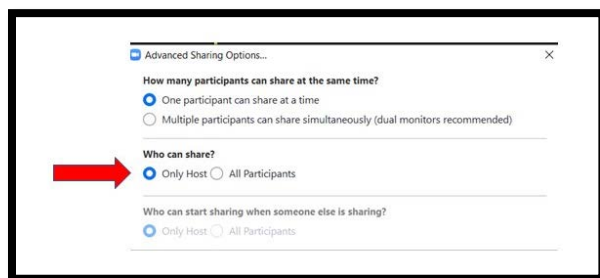 Advanced Sharing Options...
How many participants can share at the same time?
One participant can share at a time
Multiple participants can share simultaneously (dual monitors recommended)
Who can share?
Only Host All Participants
Who can start sharing when someone else is sharing?
Only Host All Participants